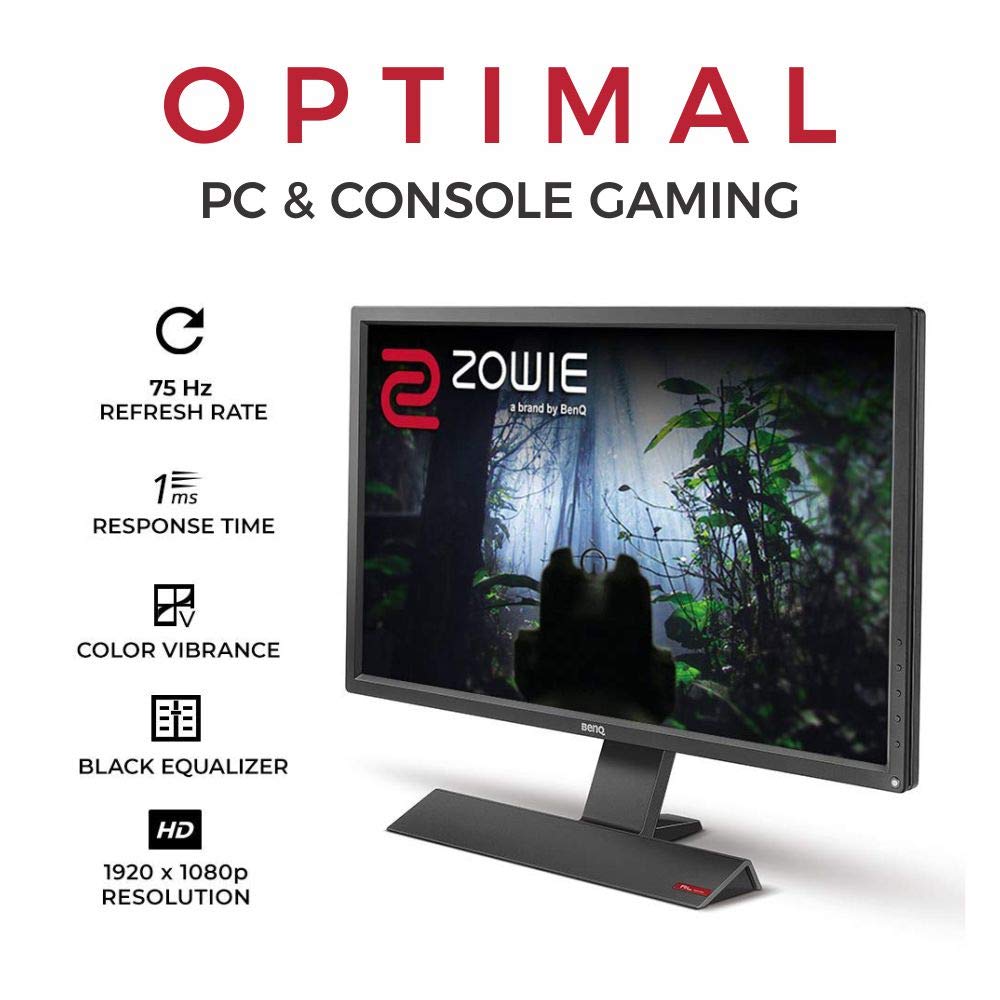 OPTIMAL
PC & CONSOLE GAMING
75 Hz
REFRESH RATE
1ms
RESPONSE TIME
V
COLOR VIBRANCE
BLACK EQUALIZER
HD
1920 x 1080p
RESOLUTION
ZOWIE
a brand by BenQ
BenQ
RL